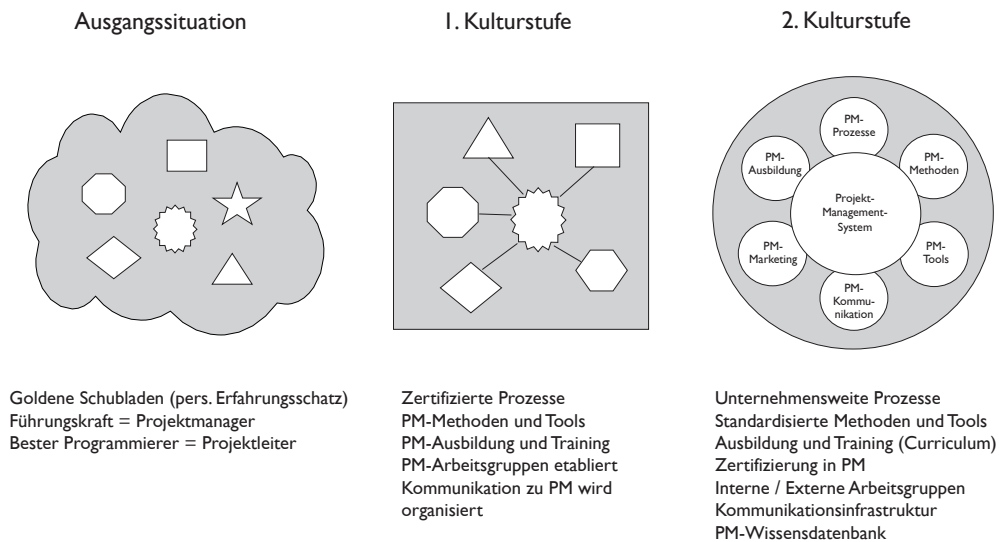 Ausgangssituation
1. Kulturstufe
2. Kulturstufe
PM-
Prozesse
PM-
Ausbildung
PM-
Methoden
Projekt-
Management-
System
PM-
Marketing
PM-
Tools
PM-
Kommu-
nikation
Goldene Schubladen (pers. Erfahrungsschatz)
Führungskraft = Projektmanager
Bester Programmierer = Projektleiter
Zertifizierte Prozesse
PM-Methoden und Tools
PM-Ausbildung und Training
PM-Arbeitsgruppen etabliert
Kommunikation zu PM wird
organisiert
Unternehmensweite Prozesse
Standardisierte Methoden und Tools
Ausbildung und Training (Curriculum)
Zertifizierung in PM
Interne / Externe Arbeitsgruppen
Kommunikationsinfrastruktur
PM-Wissensdatenbank